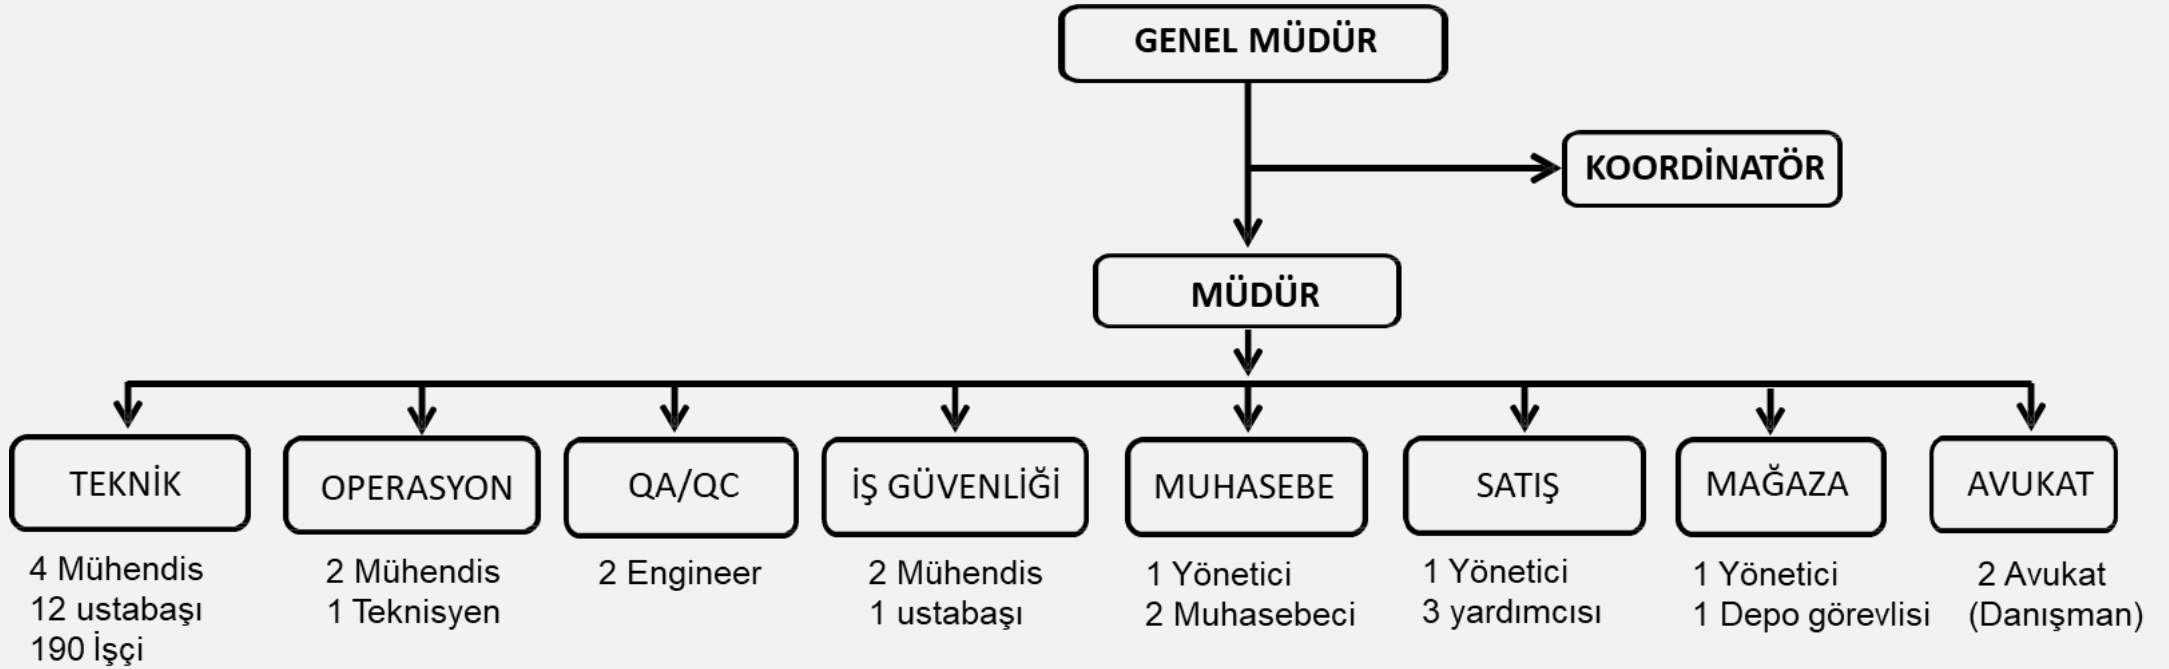 GENEL MÜDÜR
KOORDİNATÖR
MÜDÜR
TEKNİK
4 Mühendis
12 ustabaşı
190 İşçi
OPERASYON
2 Mühendis
1 Teknisyen
QA/QC
2 Engineer
İŞ GÜVENLİĞİ
2 Mühendis
1 ustabaşı
MUHASEBE
1 Yönetici
2 Muhasebeci
SATIŞ
1 Yönetici
3 yardımcısı
MAĞAZA
1 Yönetici
1 Depo görevlisi
AVUKAT
2 Avukat
(Danışman)